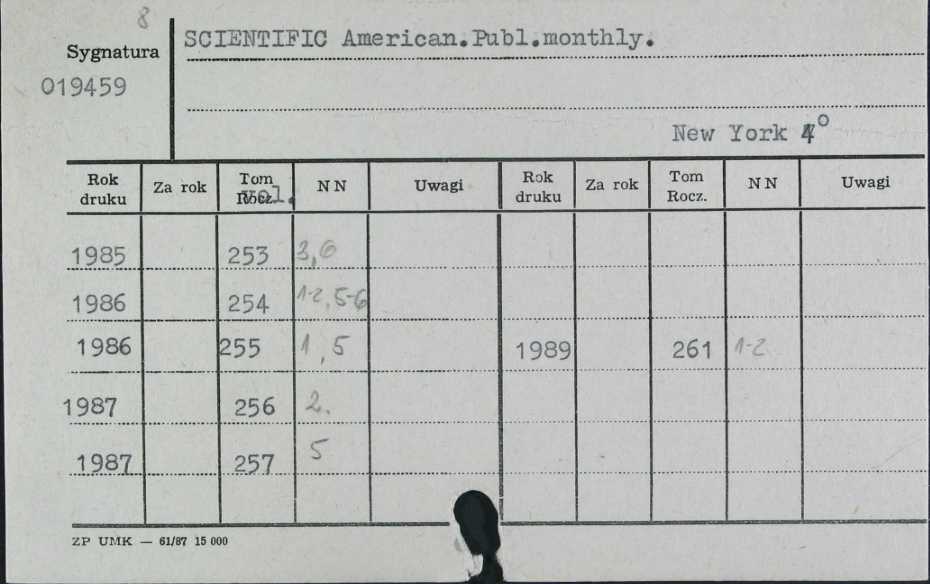 8
Sygnatura
SCIENTIFIC American.Publ.monthly.
019459
New York 4°
Rok druku Za rok Tom Rocz. Vol. NN Uwagi Rok druku Za rok Tom Rocz. NN Uwagi
1985 253 3,6
1986 254 1-2, 5-6
1986 255 1, 5 1989 261 1-2
1987 256 2.
1987 257 5
ZP UMK — 61/87 15 000